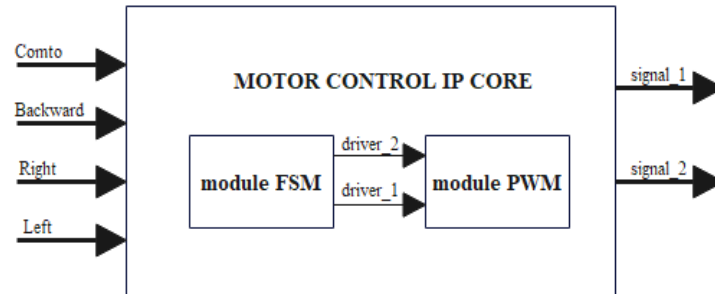 Comto
MOTOR CONTROL IP CORE
signal_1
Backward
driver_2
Right
module FSM
module PWM
signal_2
driver_1
Left